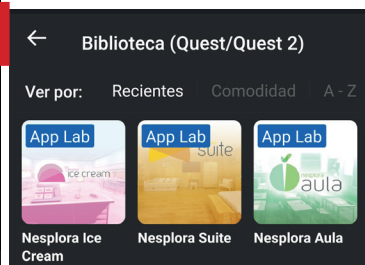 Biblioteca (Quest/Quest 2)
Ver por: Recientes Comodidad A - Z
App Lab App Lab App Lab
ice cream suite nesplora aula
Nesplora Ice Cream Nesplora Suite Nesplora Aula